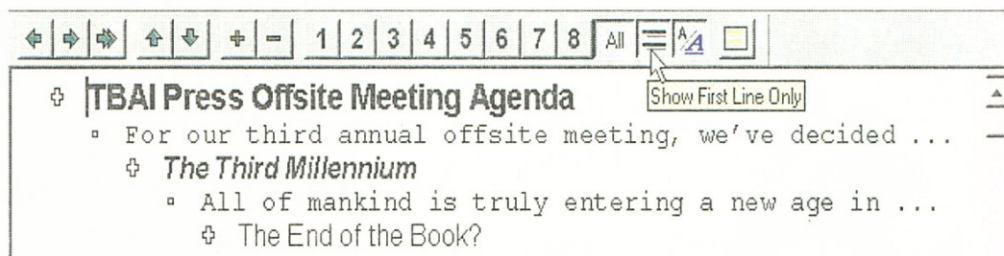 1 2 3 4 5 6 7 8 All A/A
TBAI Press Offsite Meeting Agenda
Show First Line Only
For our third annual offsite meeting, we've decided ...
The Third Millennium
All of mankind is truly entering a new age in ...
The End of the Book?